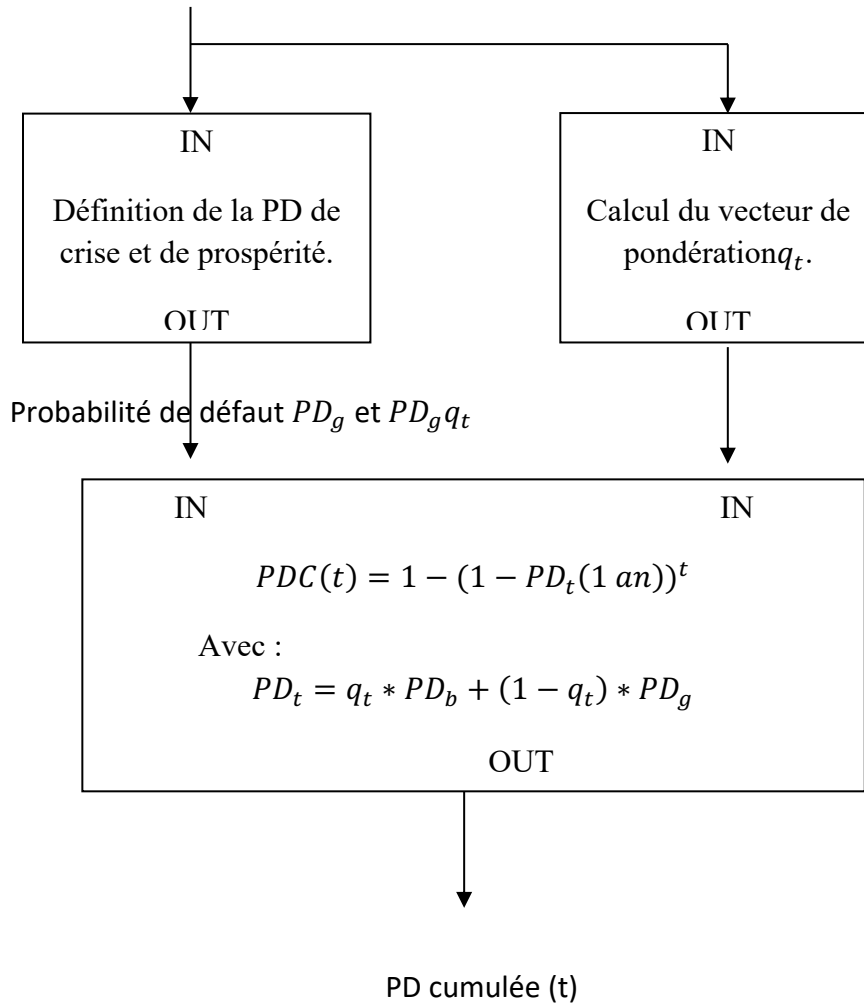 IN
Définition de la PD de
crise et de prospérité.
OUT
IN
Calcul du vecteur de
pondérationq_t.
OUT
Probabilité de défaut PD_g et PD_gq_t
IN
IN
PDC(t) = 1 − (1 − PD_t(1 an))^t
Avec :
PD_t = q_t * PD_b + (1 − q_t) * PD_g
OUT
PD cumulée (t)